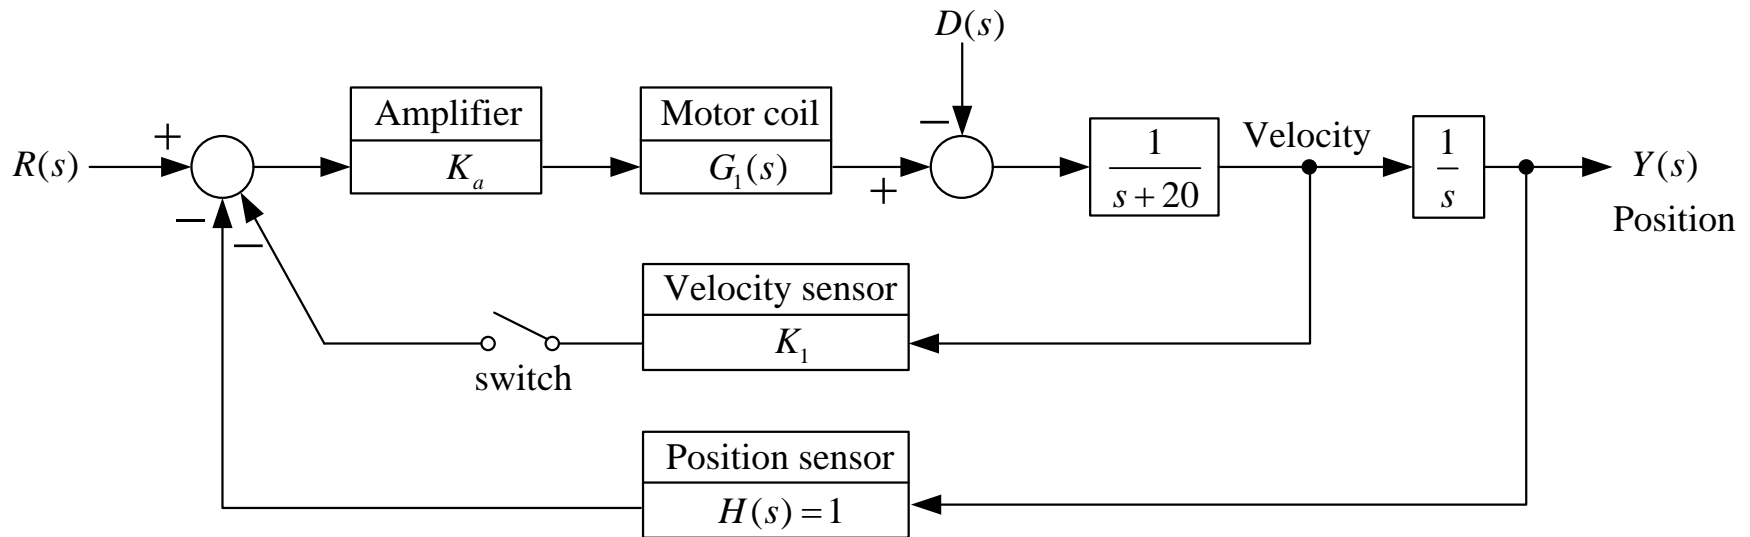 D(s)
Amplifier
Motor coil
+
−
Velocity
R(s)
K_a
G_1(s)
+
1
s+20
1
s
Y(s)
Position
−
−
Velocity sensor
K_1
switch
Position sensor
H(s)=1